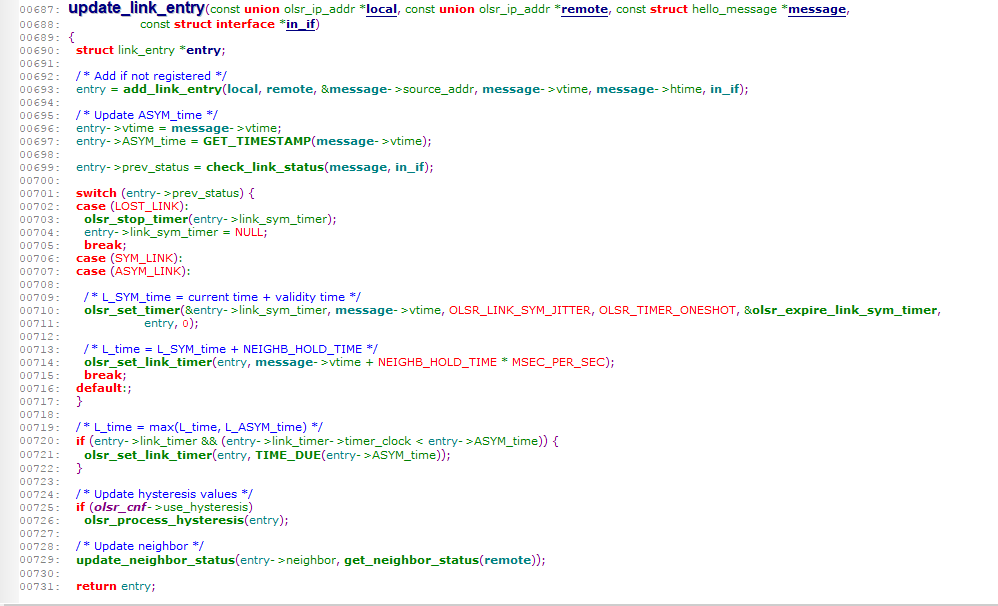 00687: update_link_entry(const union olsr_ip_addr *local, const union olsr_ip_addr *remote, const struct hello_message *message,
00688: const struct interface *in_if)
00689: {
00690: struct link_entry *entry;
00691:
00692: /* Add if not registered */
00693: entry = add_link_entry(local, remote, &message->source_addr, message->vtime, message->htime, in_if);
00694:
00695: /* Update ASYM_time */
00696: entry->vtime = message->vtime;
00697: entry->ASYM_time = GET_TIMESTAMP(message->vtime);
00698:
00699: entry->prev_status = check_link_status(message, in_if);
00700:
00701: switch (entry->prev_status) {
00702: case (LOST_LINK):
00703: olsr_stop_timer(entry->link_sym_timer);
00704: entry->link_sym_timer = NULL;
00705: break;
00706: case (SYM_LINK):
00707: case (ASYM_LINK):
00708:
00709: /* L_SYM_time = current time + validity time */
00710: olsr_set_timer(&entry->link_sym_timer, message->vtime, OLSR_LINK_SYM_JITTER, OLSR_TIMER_ONESHOT, &olsr_expire_link_sym_timer,
00711: entry, 0);
00712:
00713: /* L_time = L_SYM_time + NEIGHB_HOLD_TIME */
00714: olsr_set_link_timer(entry, message->vtime + NEIGHB_HOLD_TIME * MSEC_PER_SEC);
00715: break;
00716: default:;
00717: }
00718:
00719: /* L_time = max(L_time, L_ASYM_time) */
00720: if (entry->link_timer && (entry->link_timer->timer_clock < entry->ASYM_time)) {
00721: olsr_set_link_timer(entry, TIME_DUE(entry->ASYM_time));
00722: }
00723:
00724: /* Update hysteresis values */
00725: if (olsr_cnf->use_hysteresis)
00726: olsr_process_hysteresis(entry);
00727:
00728: /* Update neighbor */
00729: update_neighbor_status(entry->neighbor, get_neighbor_status(remote));
00730:
00731: return entry;